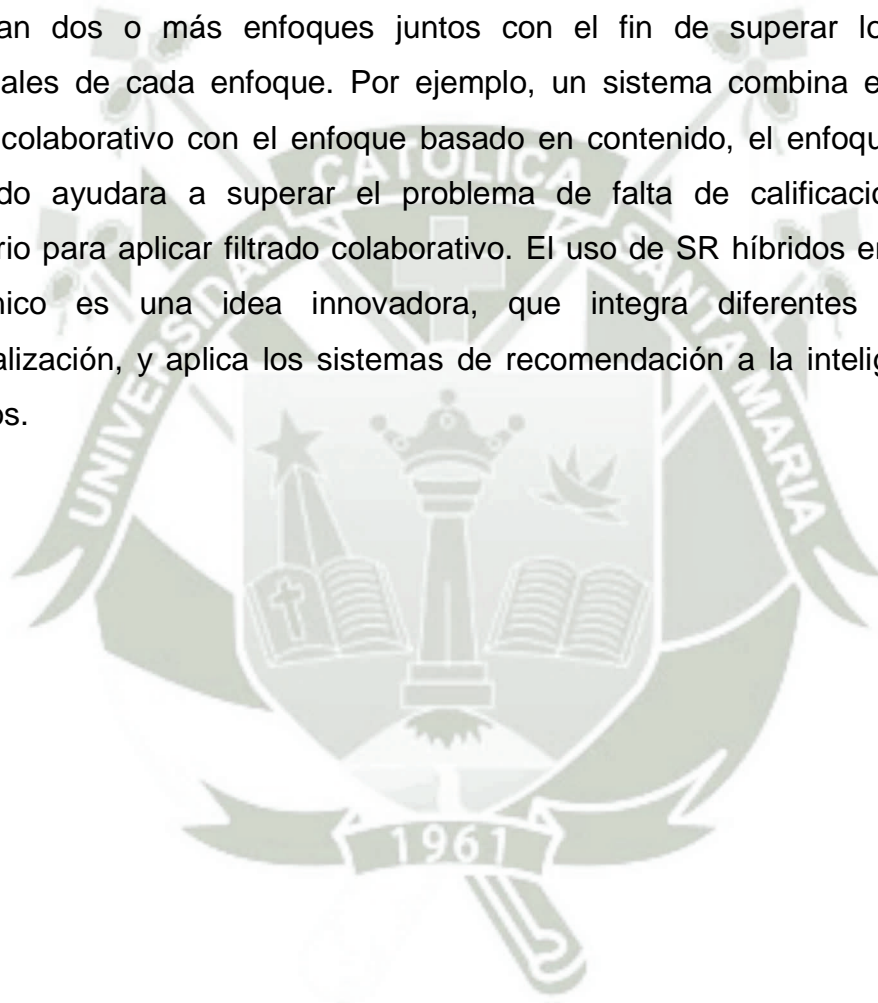 an dos o más enfoques juntos con el fin de superar lo
ales de cada enfoque. Por ejemplo, un sistema combina e
colaborativo con el enfoque basado en contenido, el enfoqu
do ayudara a superar el problema de falta de calificacio
rio para aplicar filtrado colaborativo. El uso de SR híbridos en
nico es una idea innovadora, que integra diferentes
alización, y aplica los sistemas de recomendación a la intelig
os.
UNIVERSIDAD CATOLICA SANTA MARIA
1961